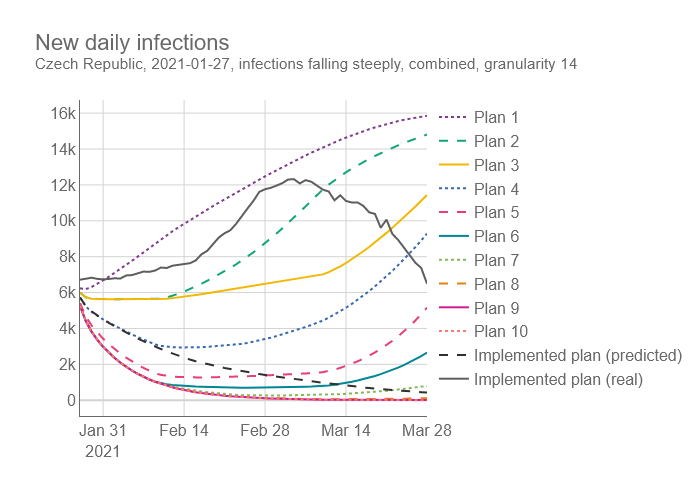 New daily infections
Czech Republic, 2021-01-27, infections falling steeply, combined, granularity 14
16k
14k
12k
10k
8k
6k
4k
2k
0
Jan 31
2021
Feb 14
Feb 28
Mar 14
Mar 28
Plan 1
Plan 2
Plan 3
Plan 4
Plan 5
Plan 6
Plan 7
Plan 8
Plan 9
Plan 10
Implemented plan (predicted)
Implemented plan (real)